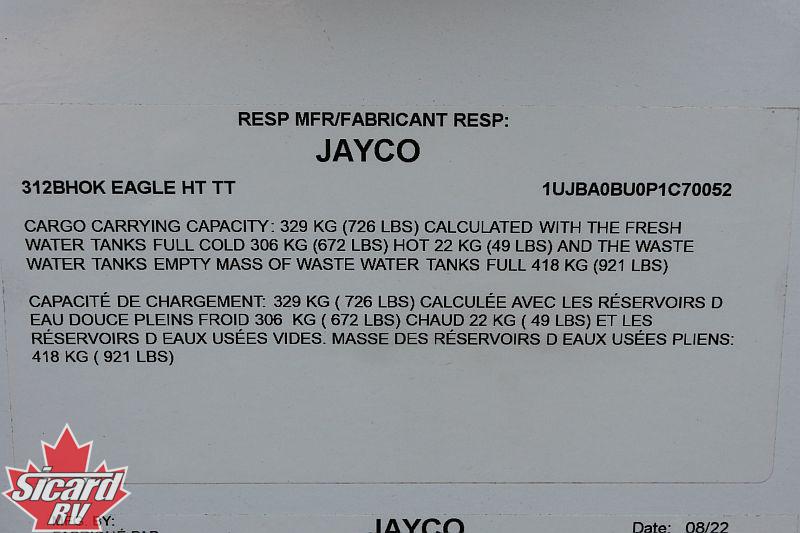 RESP MFR/FABRICANT RESP:
JAYCO
312BHOK EAGLE HT TT 1UJBA0BU0P1C70052
CARGO CARRYING CAPACITY: 329 KG (726 LBS) CALCULATED WITH THE FRESH
WATER TANKS FULL COLD 306 KG (672 LBS) HOT 22 KG (49 LBS) AND THE WASTE
WATER TANKS EMPTY MASS OF WASTE WATER TANKS FULL 418 KG (921 LBS)
CAPACITÉ DE CHARGEMENT: 329 KG ( 726 LBS) CALCULÉE AVEC LES RÉSERVOIRS D
EAU DOUCE PLEINS FROID 306 KG ( 672 LBS) CHAUD 22 KG ( 49 LBS) ET LES
RÉSERVOIRS D EAUX USÉES VIDES. MASSE DES RÉSERVOIRS D EAUX USÉES PLIENS:
418 KG ( 921 LBS)
Sicard
RV
BY:
JAYCO Date: 08/22